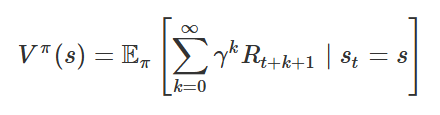 V^π(s) = 𝔼_π [ ∑_{k=0}^{∞} γ^k R_{t+k+1} | s_t = s ]